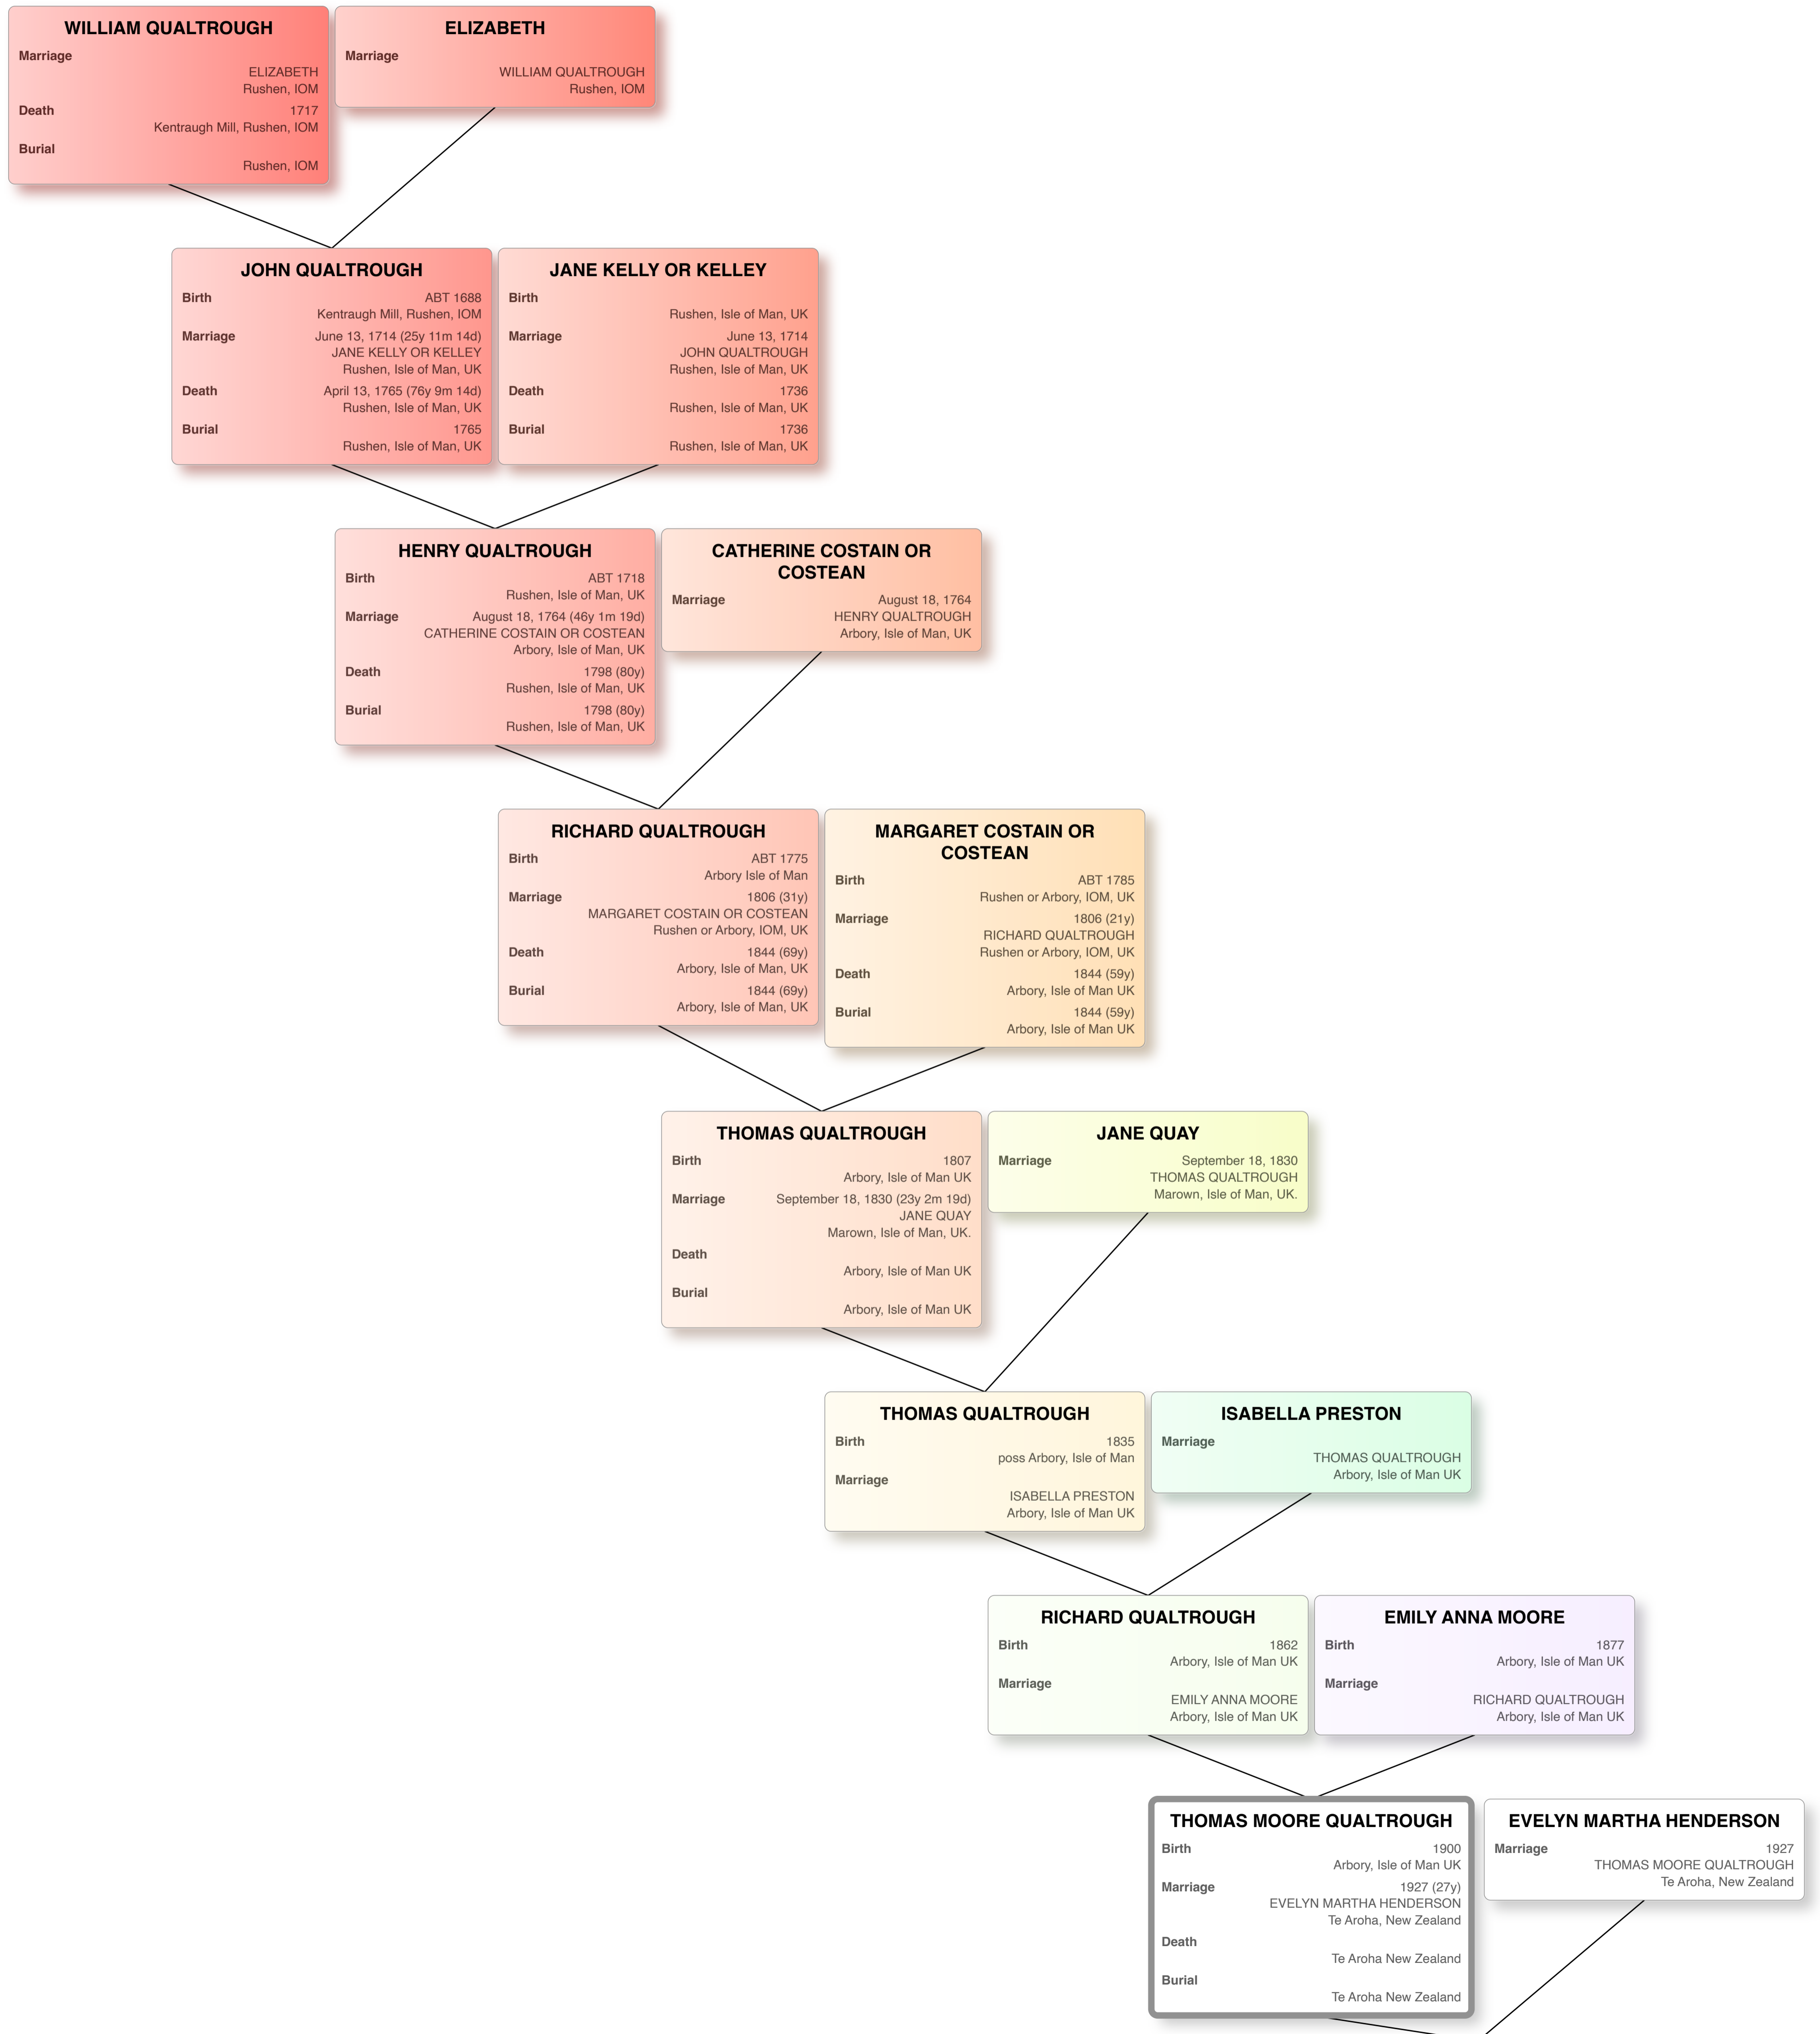 WILLIAM QUALTROUGH
Marriage
ELIZABETH
Rushen, IOM
Death 1717
Kentraugh Mill, Rushen, IOM
Burial
Rushen, IOM
ELIZABETH
Marriage
WILLIAM QUALTROUGH
Rushen, IOM
JOHN QUALTROUGH
Birth ABT 1688
Kentraugh Mill, Rushen, IOM
Marriage June 13, 1714 (25y 11m 14d)
JANE KELLY OR KELLEY
Rushen, Isle of Man, UK
Death April 13, 1765 (76y 9m 14d)
Rushen, Isle of Man, UK
Burial 1765
Rushen, Isle of Man, UK
JANE KELLY OR KELLEY
Birth
Rushen, Isle of Man, UK
Marriage June 13, 1714
JOHN QUALTROUGH
Rushen, Isle of Man, UK
Death 1736
Rushen, Isle of Man, UK
Burial 1736
Rushen, Isle of Man, UK
HENRY QUALTROUGH
Birth ABT 1718
Rushen, Isle of Man, UK
Marriage August 18, 1764 (46y 1m 19d)
CATHERINE COSTAIN OR COSTEAN
Arbory, Isle of Man, UK
Death 1798 (80y)
Rushen, Isle of Man, UK
Burial 1798 (80y)
Rushen, Isle of Man, UK
CATHERINE COSTAIN OR
COSTEAN
Marriage August 18, 1764
HENRY QUALTROUGH
Arbory, Isle of Man, UK
RICHARD QUALTROUGH
Birth ABT 1775
Arbory Isle of Man
Marriage 1806 (31y)
MARGARET COSTAIN OR COSTEAN
Rushen or Arbory, IOM, UK
Death 1844 (69y)
Arbory, Isle of Man, UK
Burial 1844 (69y)
Arbory, Isle of Man, UK
MARGARET COSTAIN OR
COSTEAN
Birth ABT 1785
Rushen or Arbory, IOM, UK
Marriage 1806 (21y)
RICHARD QUALTROUGH
Rushen or Arbory, IOM, UK
Death 1844 (59y)
Arbory, Isle of Man UK
Burial 1844 (59y)
Arbory, Isle of Man UK
THOMAS QUALTROUGH
Birth 1807
Arbory, Isle of Man UK
Marriage September 18, 1830 (23y 2m 19d)
JANE QUAY
Marown, Isle of Man, UK.
Death
Arbory, Isle of Man UK
Burial
Arbory, Isle of Man UK
JANE QUAY
Marriage September 18, 1830
THOMAS QUALTROUGH
Marown, Isle of Man, UK.
THOMAS QUALTROUGH
Birth 1835
poss Arbory, Isle of Man
Marriage
ISABELLA PRESTON
Arbory, Isle of Man UK
ISABELLA PRESTON
Marriage
THOMAS QUALTROUGH
Arbory, Isle of Man UK
RICHARD QUALTROUGH
Birth 1862
Arbory, Isle of Man UK
Marriage
EMILY ANNA MOORE
Arbory, Isle of Man UK
EMILY ANNA MOORE
Birth 1877
Arbory, Isle of Man UK
Marriage
RICHARD QUALTROUGH
Arbory, Isle of Man UK
THOMAS MOORE QUALTROUGH
Birth 1900
Arbory, Isle of Man UK
Marriage 1927 (27y)
EVELYN MARTHA HENDERSON
Te Aroha, New Zealand
Death
Te Aroha New Zealand
Burial
Te Aroha New Zealand
EVELYN MARTHA HENDERSON
Marriage 1927
THOMAS MOORE QUALTROUGH
Te Aroha, New Zealand